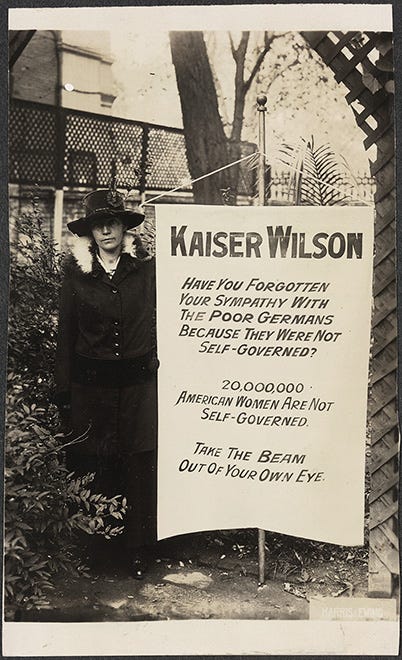 KAISER WILSON
HAVE YOU FORGOTTEN
YOUR SYMPATHY WITH
THE POOR GERMANS
BECAUSE THEY WERE NOT
SELF-GOVERNED?
20,000,000
AMERICAN WOMEN ARE NOT
SELF-GOVERNED.
TAKE THE BEAM
OUT OF YOUR OWN EYE.
HARRIS & EWING